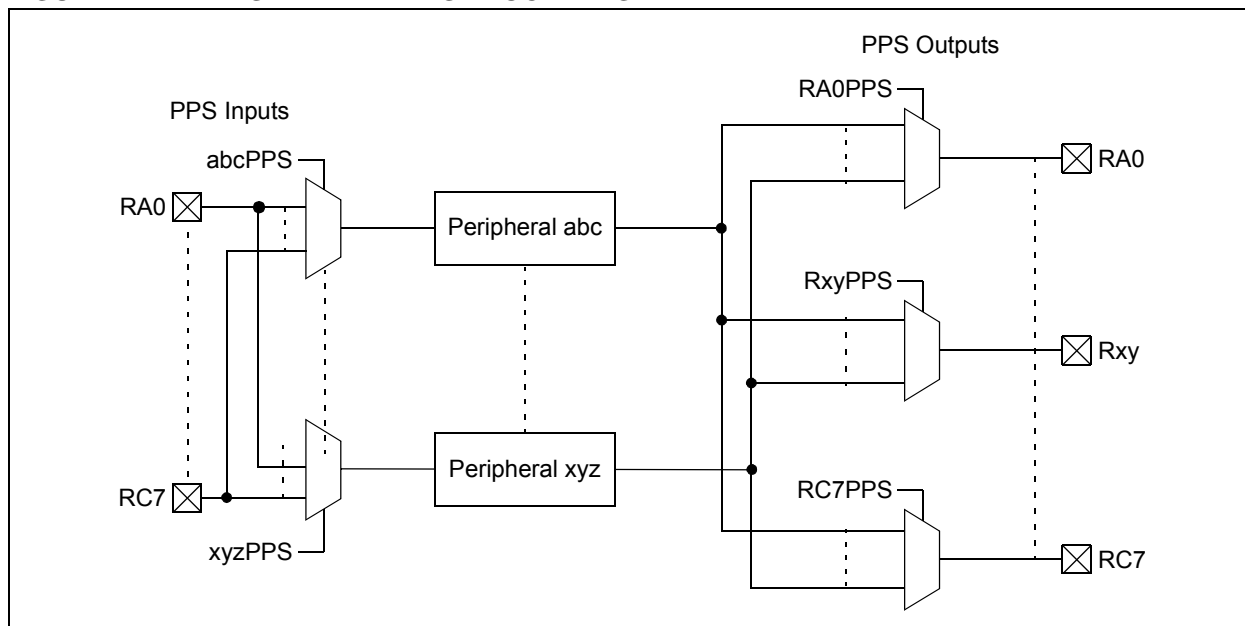 PPS Outputs
RA0PPS
PPS Inputs
abcPPS
RA0
RA0
Peripheral abc
RxyPPS
Rxy
Peripheral xyz
RC7PPS
RC7
xyzPPS
RC7